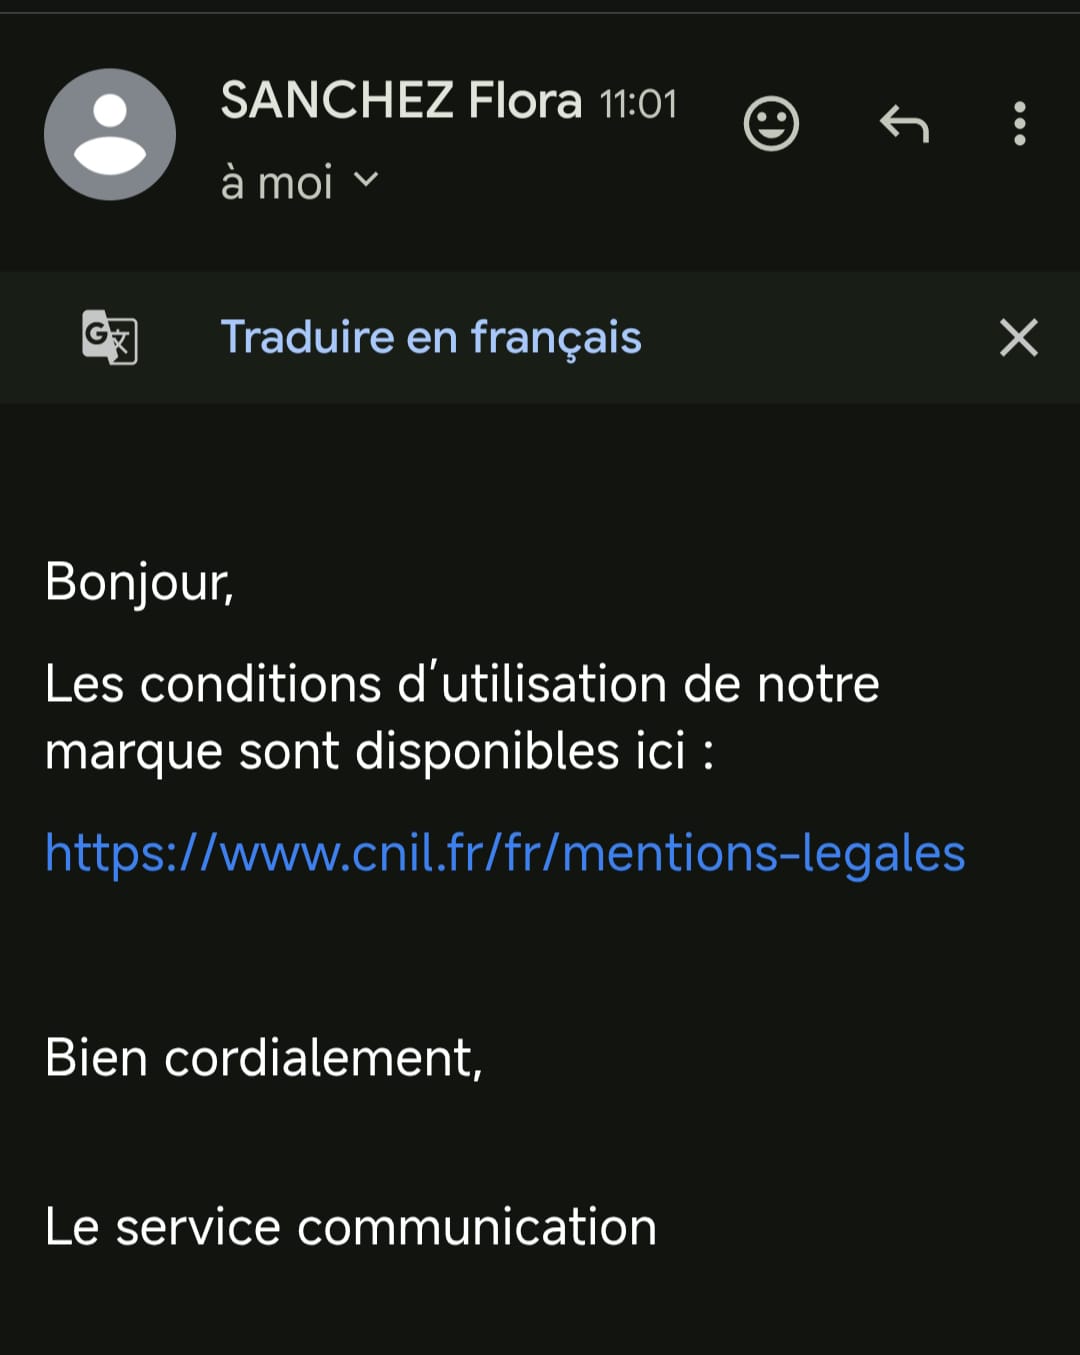 SANCHEZ Flora 11:01
à moi
Traduire en français
Bonjour,
Les conditions d’utilisation de notre
marque sont disponibles ici :
https://www.cnil.fr/fr/mentions-legales
Bien cordialement,
Le service communication